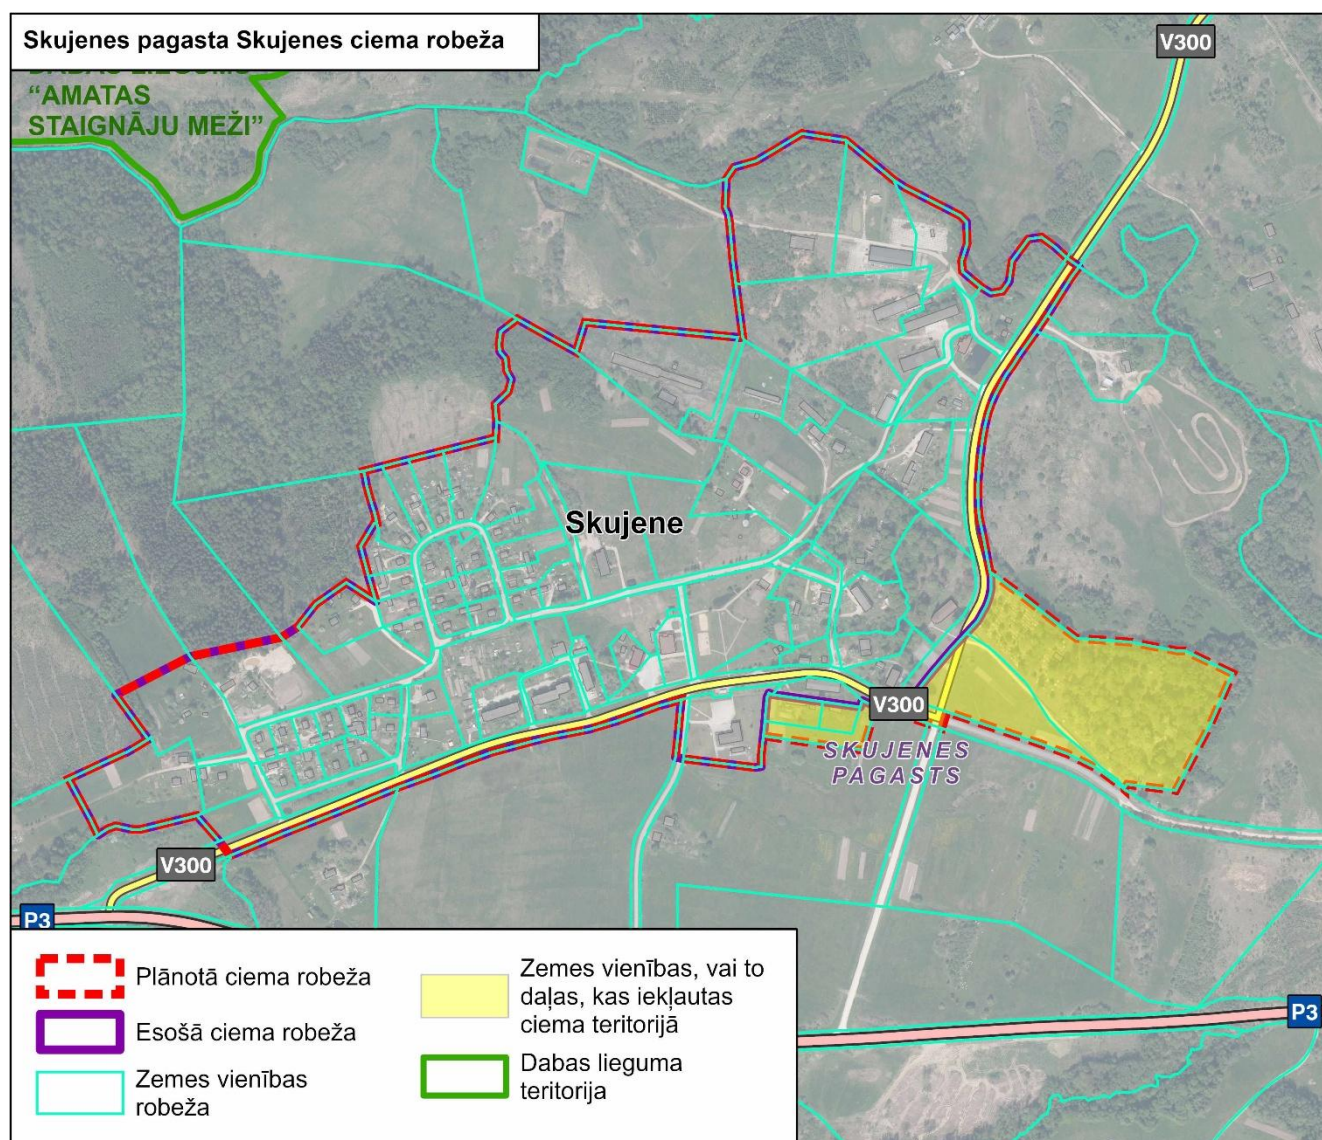 Skujenes pagasta Skujenes ciema robeža
“AMATAS
STAIGNĀJU MEŽI”
V300
Skujene
V300
SKUJENES
PAGASTS
V300
P3
P3
Plānotā ciema robeža
Esošā ciema robeža
Zemes vienības
robeža
Zemes vienības, vai to
daļas, kas iekļautas
ciema teritorijā
Dabas lieguma
teritorija